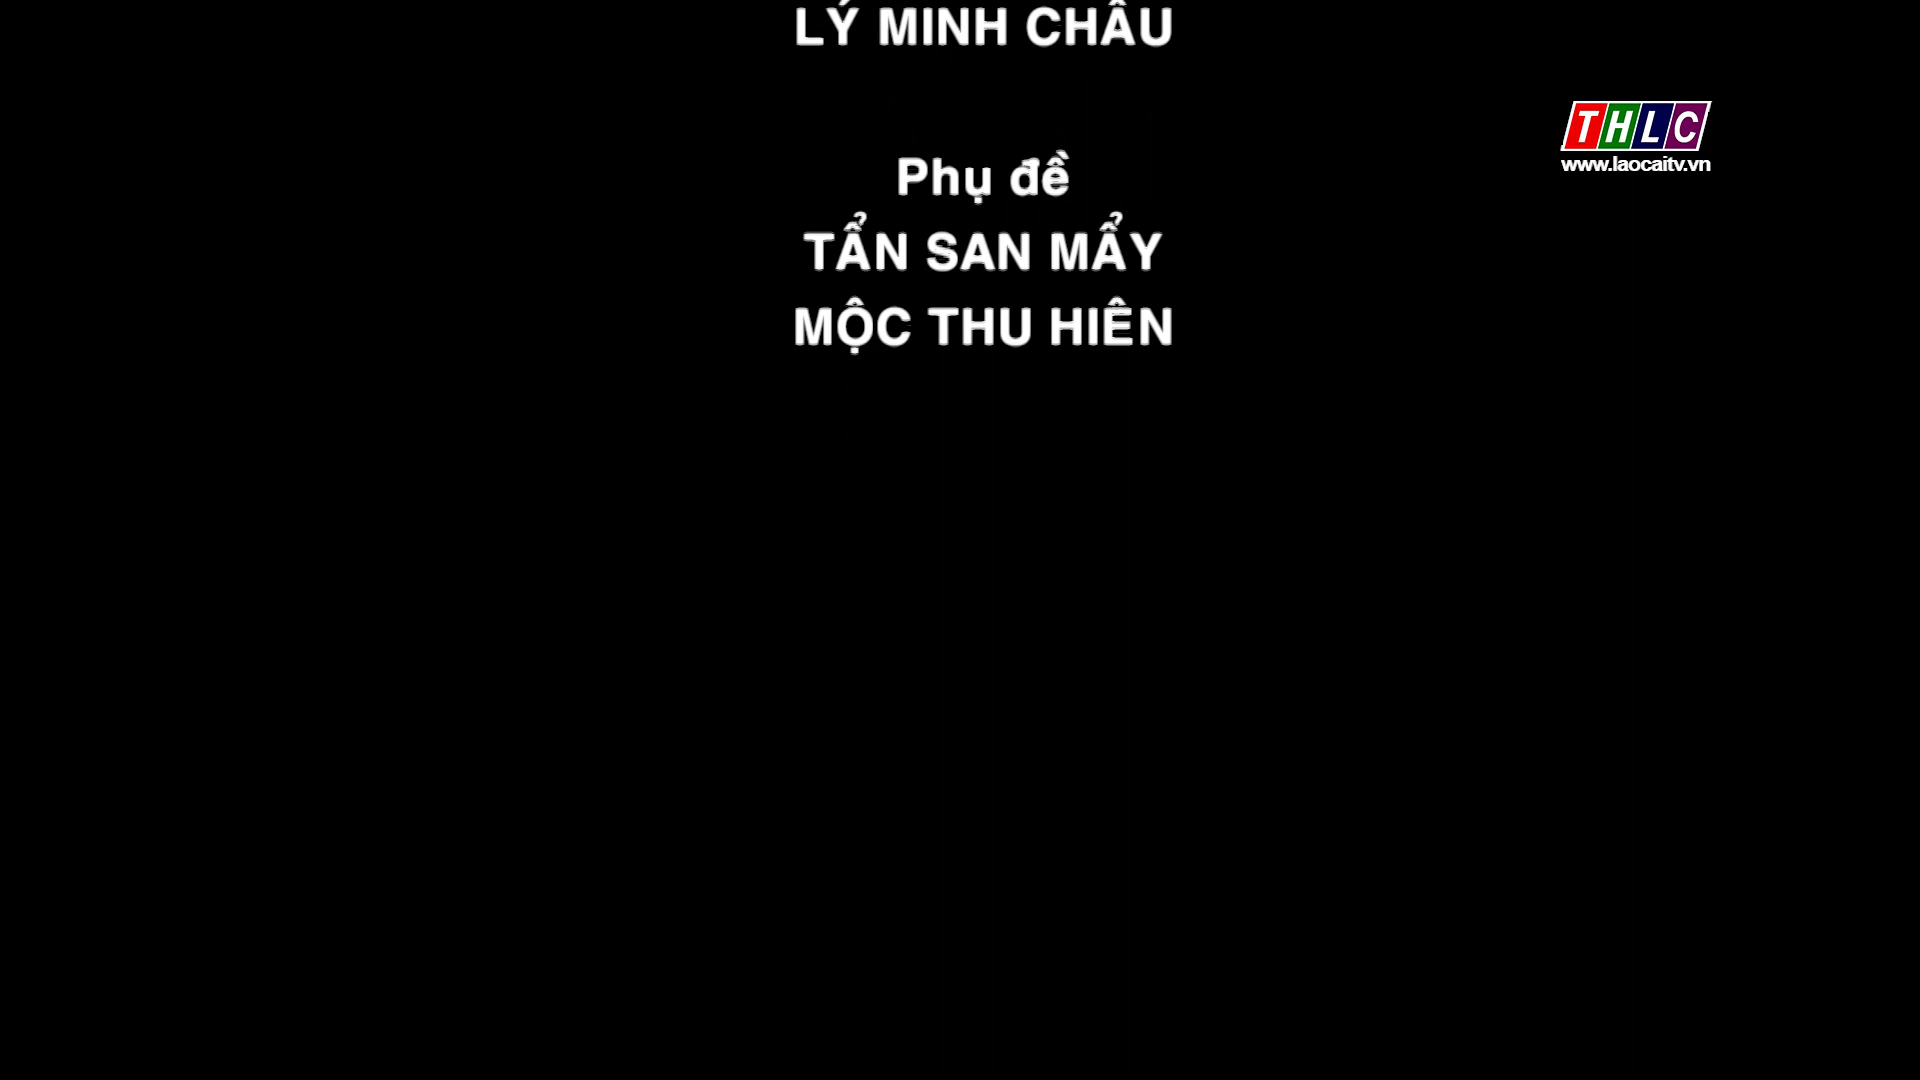 LÝ MINH CHÂU
THLC
www.laocaitv.vn
Phụ đề
TẨN SAN MẨY
MỘC THU HIÊN